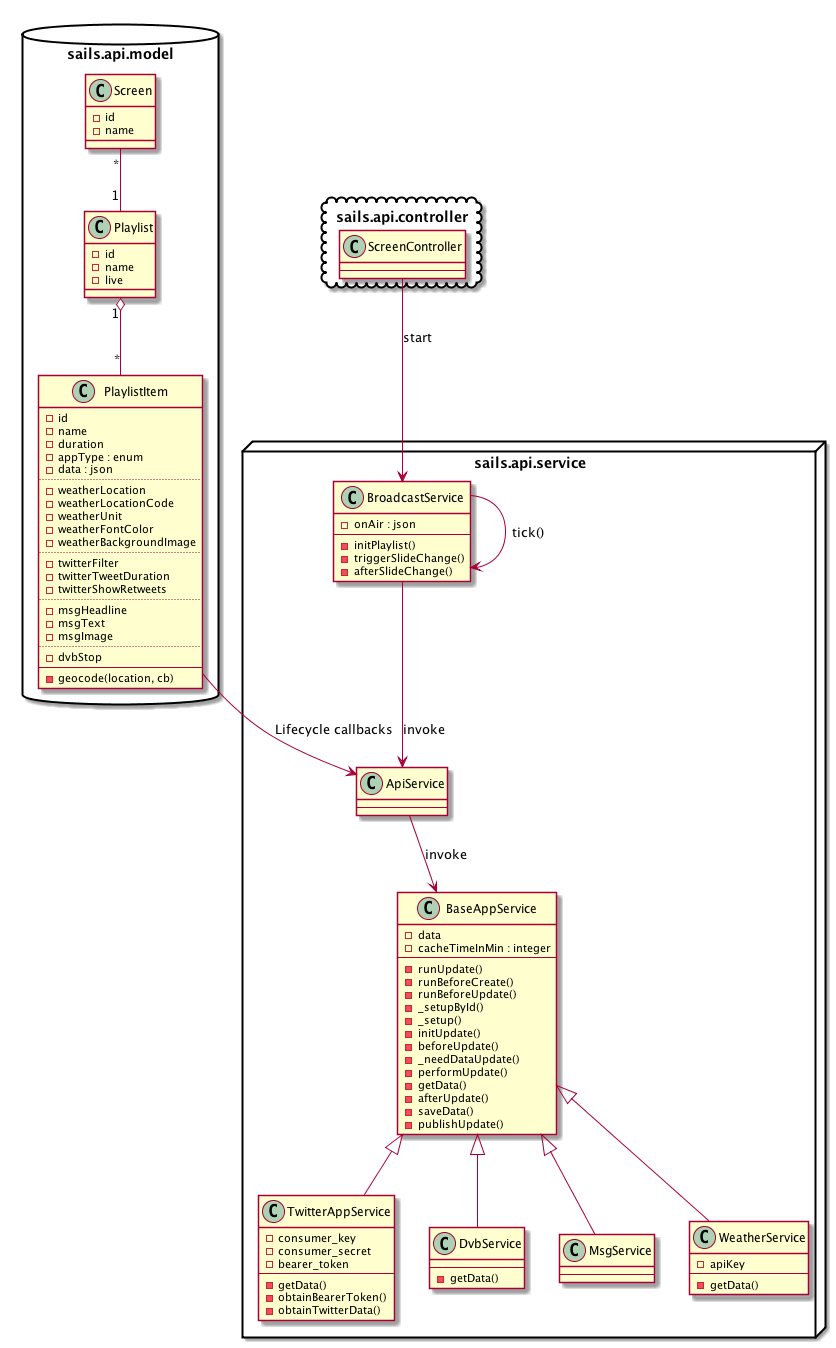 sails.api.model
C Screen
id
name
*
1
C Playlist
id
name
live
1
*
C PlaylistItem
id
name
duration
appType : enum
data : json
weatherLocation
weatherLocationCode
weatherUnit
weatherFontColor
weatherBackgroundImage
twitterFilter
twitterTweetDuration
twitterShowRetweets
msgHeadline
msgText
msgImage
dvbStop
geocode(location, cb)
sails.api.controller
C ScreenController
start
sails.api.service
C BroadcastService
onAir : json
initPlaylist()
triggerSlideChange()
afterSlideChange()
tick()
Lifecycle callbacks
invoke
C ApiService
invoke
C BaseAppService
data
cacheTimeInMin : integer
runUpdate()
runBeforeCreate()
runBeforeUpdate()
_setupById()
_setup()
initUpdate()
beforeUpdate()
_needDataUpdate()
performUpdate()
getData()
afterUpdate()
saveData()
publishUpdate()
C TwitterAppService
consumer_key
consumer_secret
bearer_token
getData()
obtainBearerToken()
obtainTwitterData()
C DvbService
getData()
C MsgService
C WeatherService
apiKey
getData()